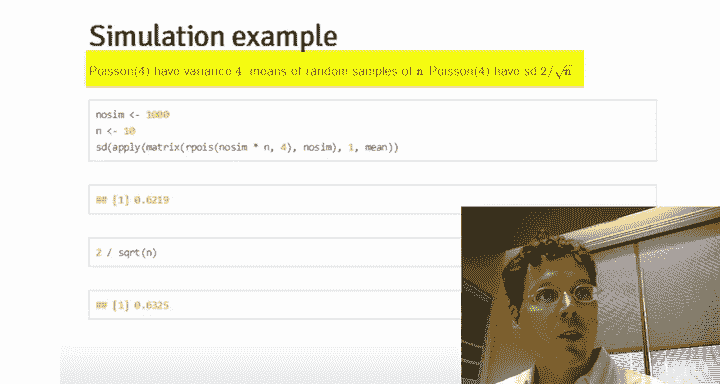 Simulation example
Poisson(4) have variance 4 means of random samples of n Poisson(4) have sd 2/√n
nosim <- 1000
n <- 10
sd(apply(matrix(rpois(nosim * n, 4), nosim), 1, mean))
## [1] 0.6219
2 / sqrt(n)
## [1] 0.6325